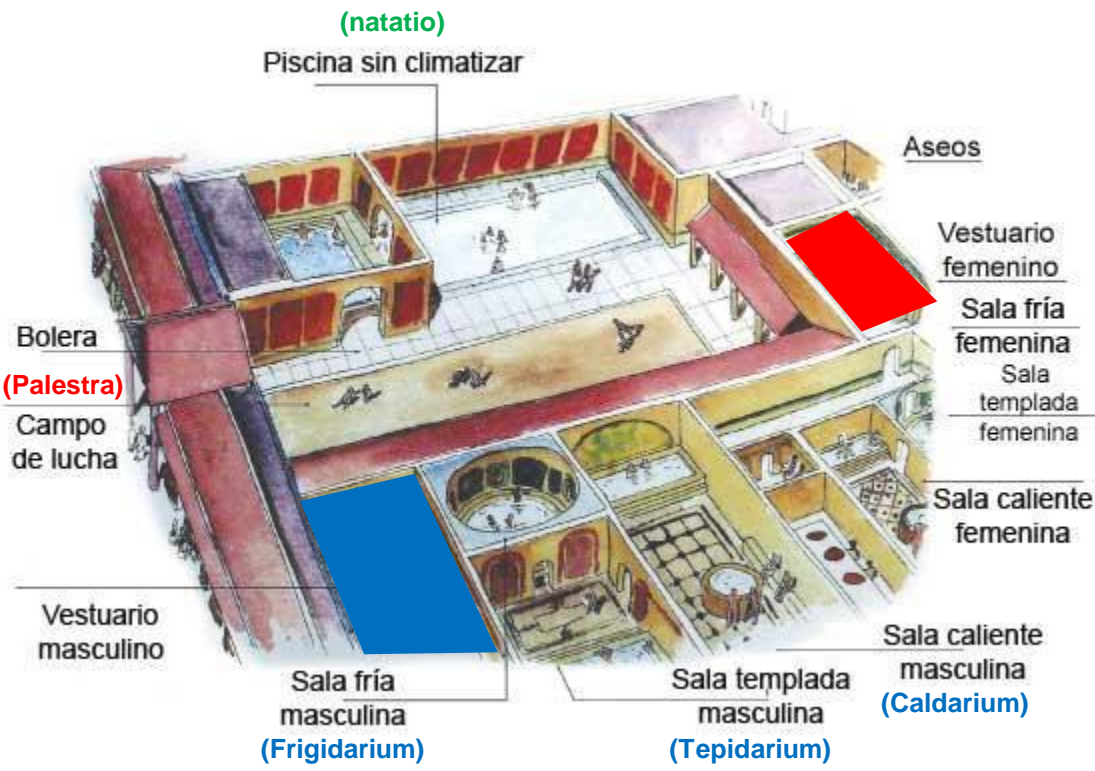 (natatio)
Piscina sin climatizar
Aseos
Vestuario
femenino
Sala fría
femenina
Sala
templada
femenina
Sala caliente
femenina
Bolera
(Palestra)
Campo
de lucha
Vestuario
masculino
Sala fría
masculina
(Frigidarium)
Sala templada
masculina
(Tepidarium)
Sala caliente
masculina
(Caldarium)